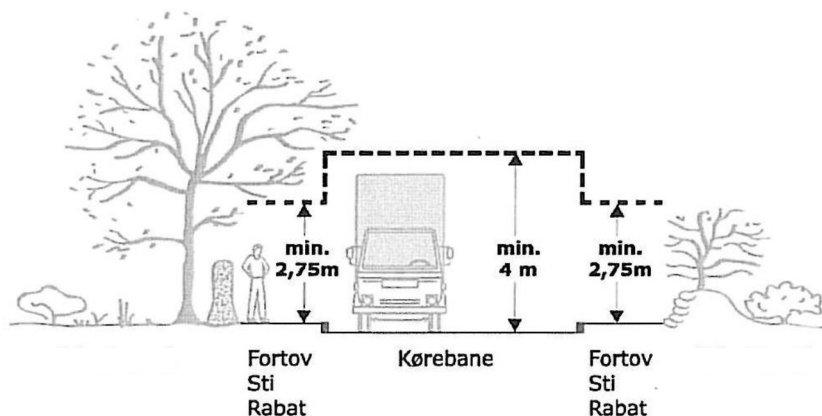 min.
2,75m
min.
4 m
min.
2,75m
Fortov
Sti
Rabat
Kørebane
Fortov
Sti
Rabat